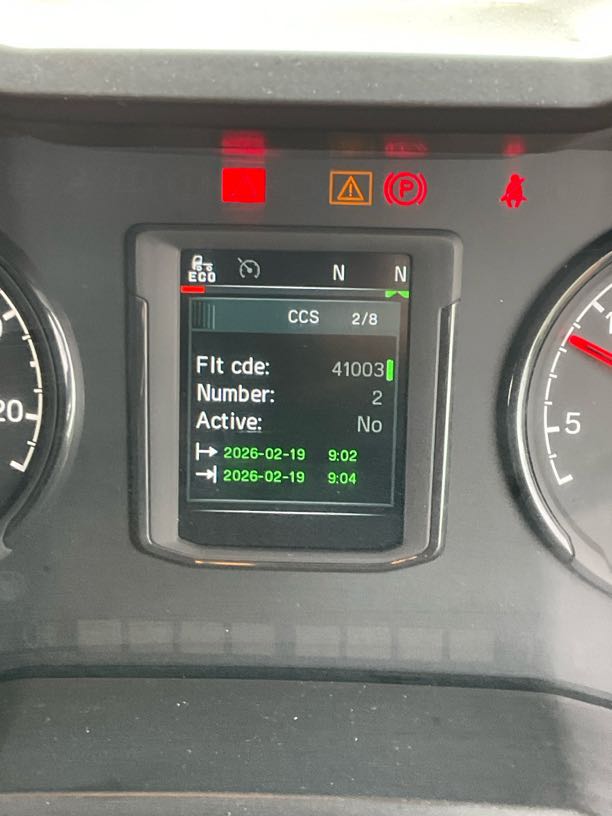 P
ECO N N
CCS 2/8
Flt cde: 41003
Number: 2
Active: No
2026-02-19 9:02
2026-02-19 9:04
20
5